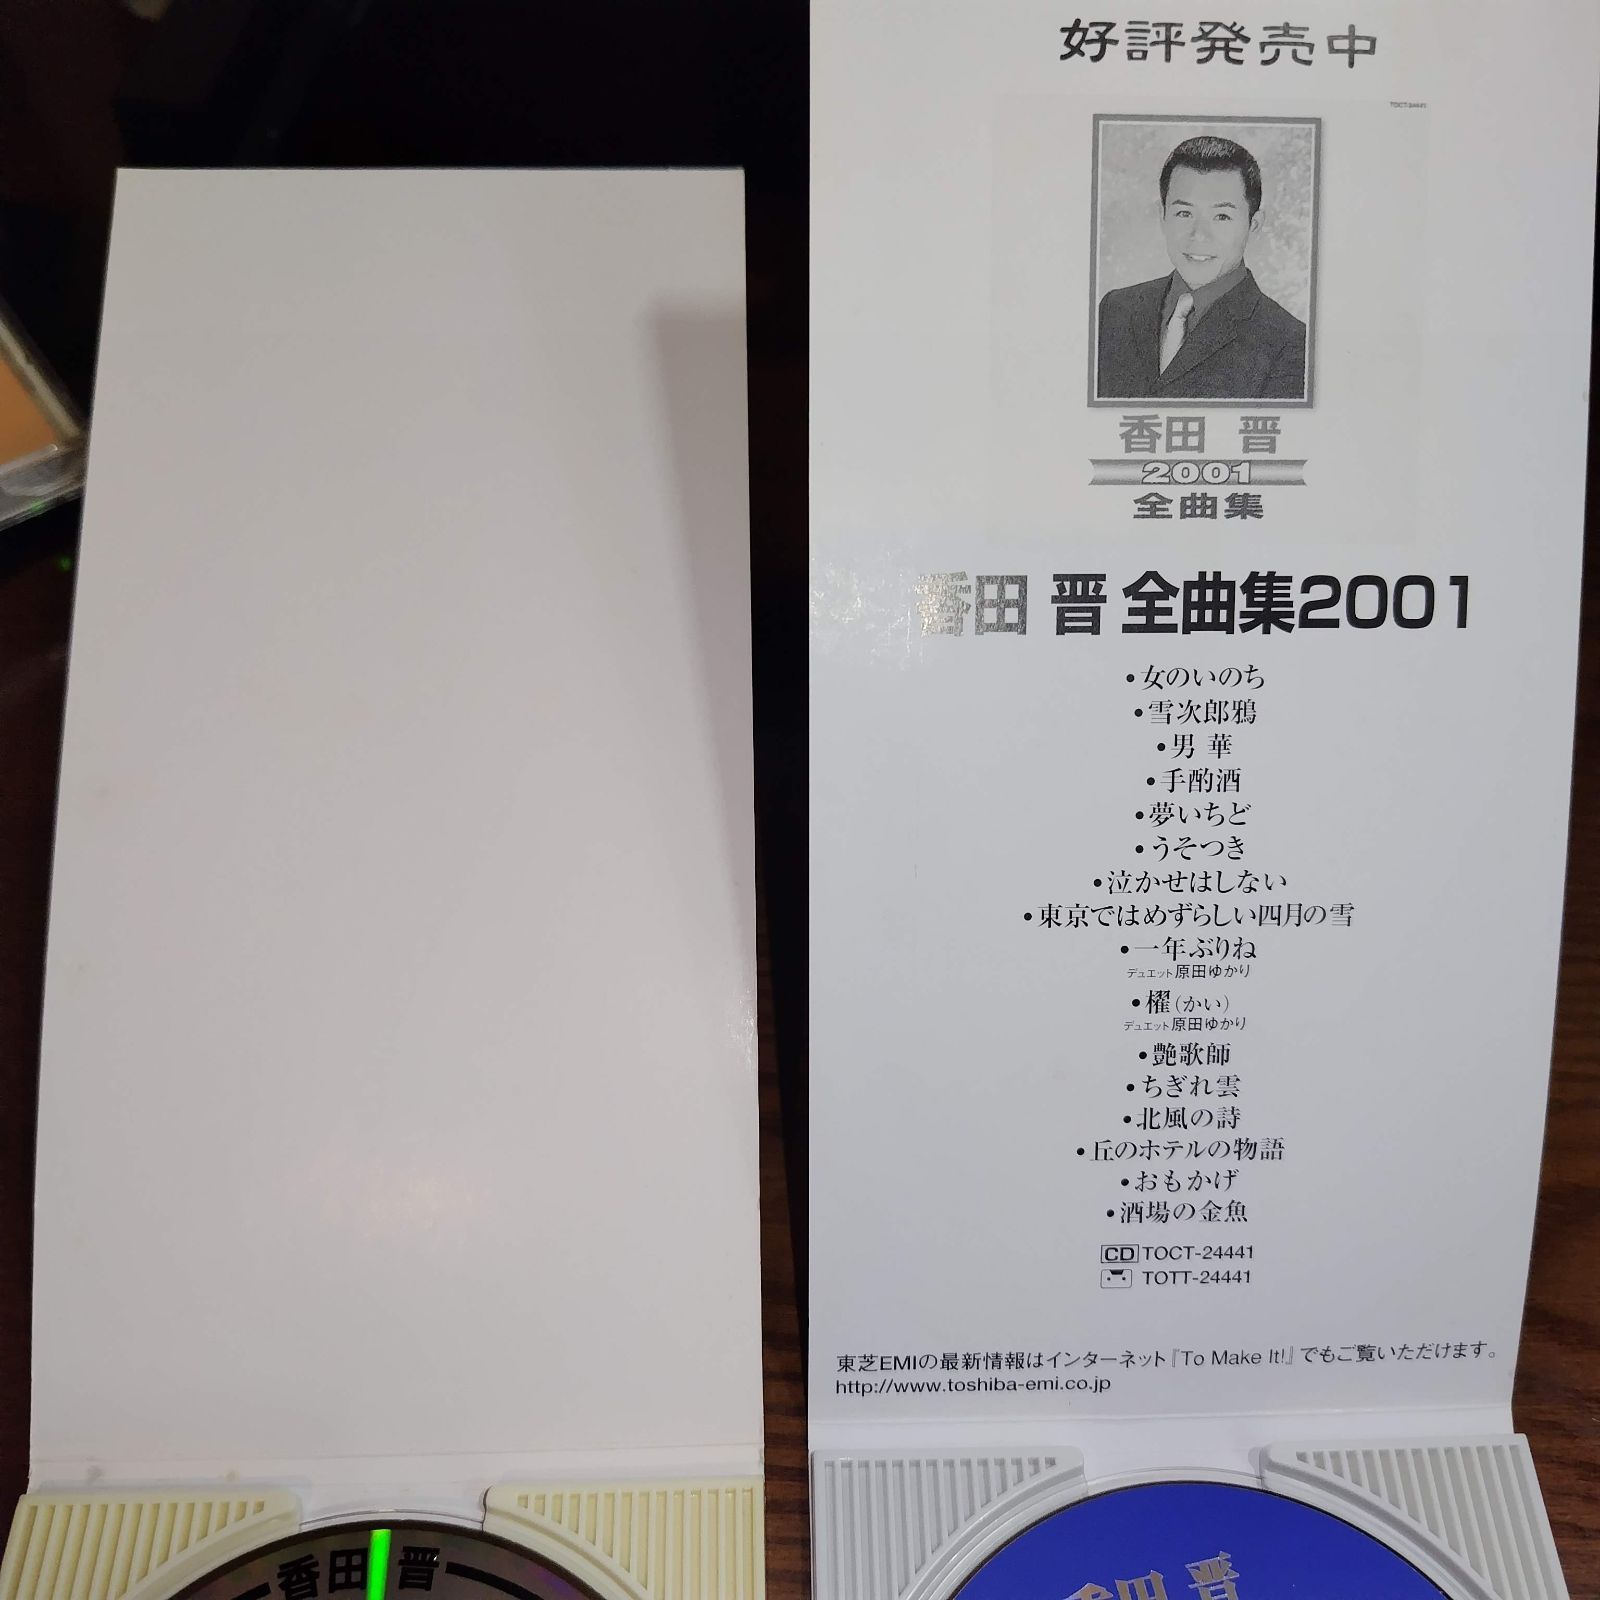 好評発売中
TOCT-24441
香田 晋
2001
全曲集
香田 晋 全曲集2001
・女のいのち
・雪次郎鴉
・男 華
・手酌酒
・夢いちど
・うそつき
・泣かせはしない
・東京ではめずらしい四月の雪
・一年ぶりね
デュエット原田ゆかり
・櫂(かい)
デュエット原田ゆかり
・艶歌師
・ちぎれ雲
・北風の詩
・丘のホテルの物語
・おもかげ
・酒場の金魚
CD TOCT-24441
TOTT-24441
東芝EMIの最新情報はインターネット『To Make It!』でもご覧いただけます。
http://www.toshiba-emi.co.jp
香田 晋
香田 晋